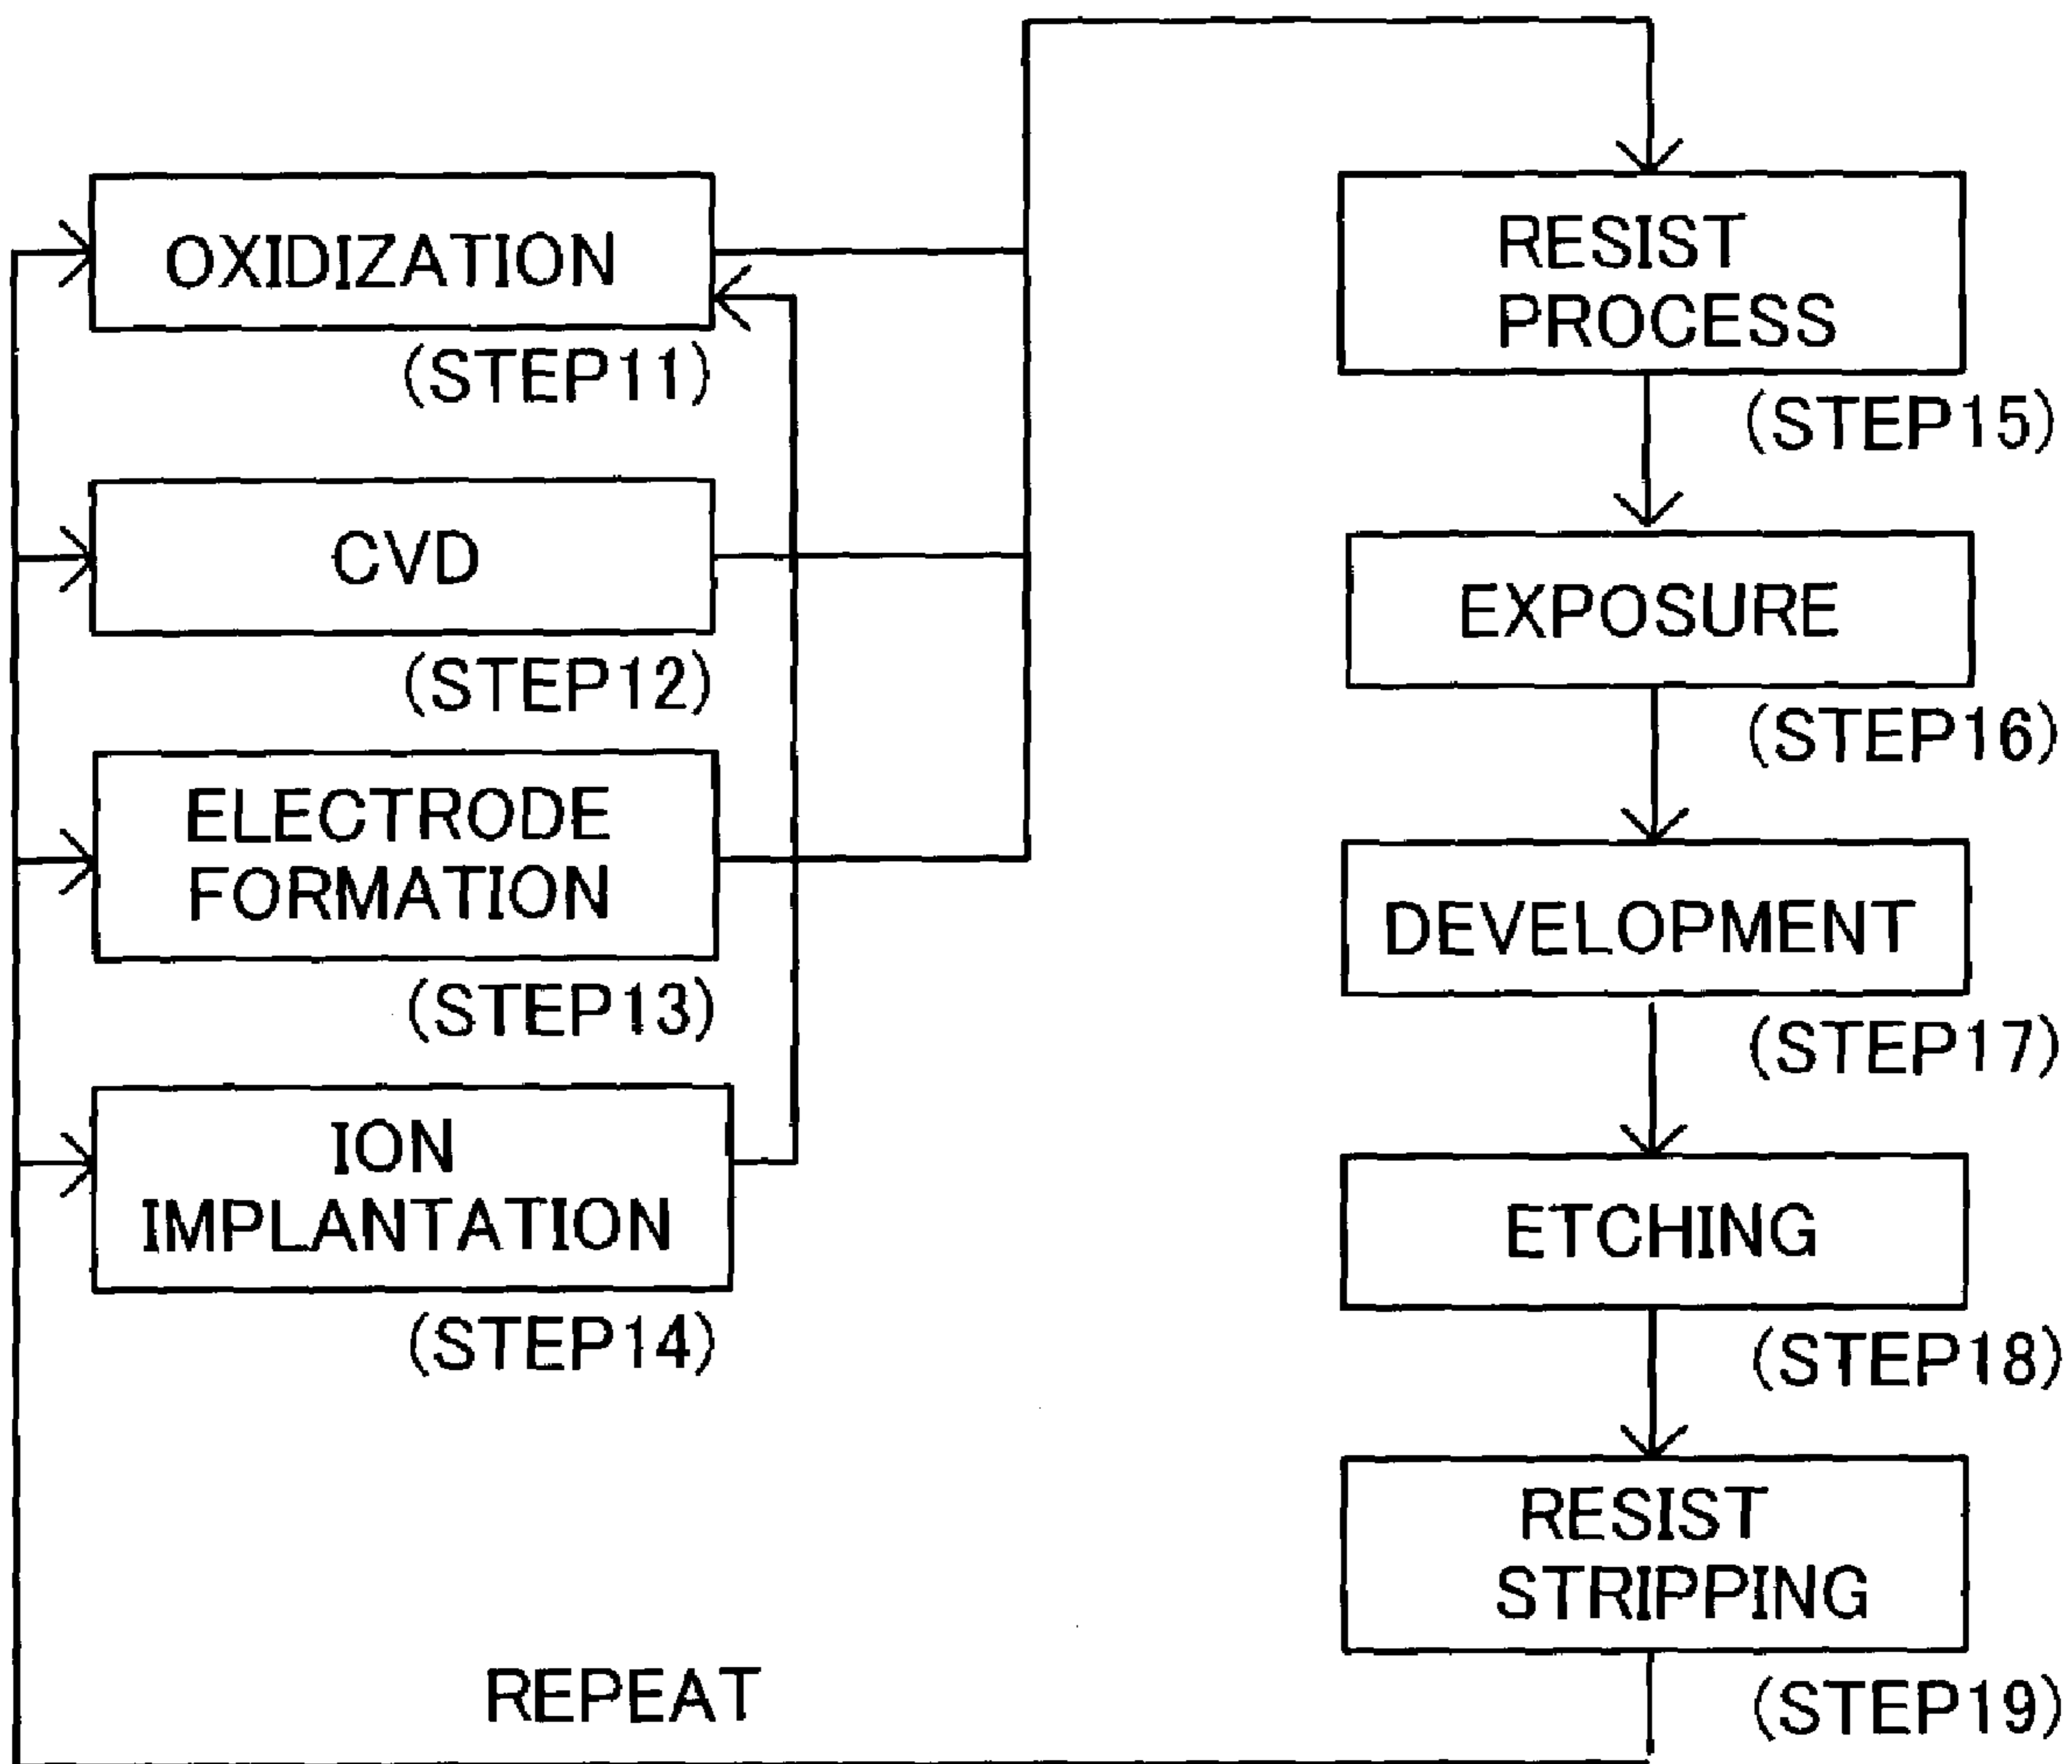 OXIDIZATION
(STEP11)
CVD
(STEP12)
ELECTRODE
FORMATION
(STEP13)
ION
IMPLANTATION
(STEP14)
REPEAT
RESIST
PROCESS
(STEP15)
EXPOSURE
(STEP16)
DEVELOPMENT
(STEP17)
ETCHING
(STEP18)
RESIST
STRIPPING
(STEP19)